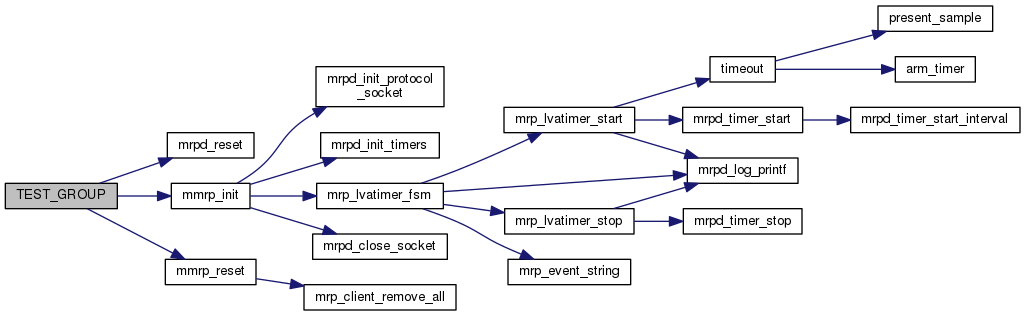 TEST_GROUP
mrpd_reset
mmrp_init
mmrp_reset
mrpd_init_protocol
_socket
mrpd_init_timers
mrp_lvatimer_fsm
mrpd_close_socket
mrp_client_remove_all
mrp_lvatimer_start
mrp_lvatimer_stop
mrp_event_string
timeout
mrpd_timer_start
mrpd_log_printf
mrpd_timer_stop
present_sample
arm_timer
mrpd_timer_start_interval